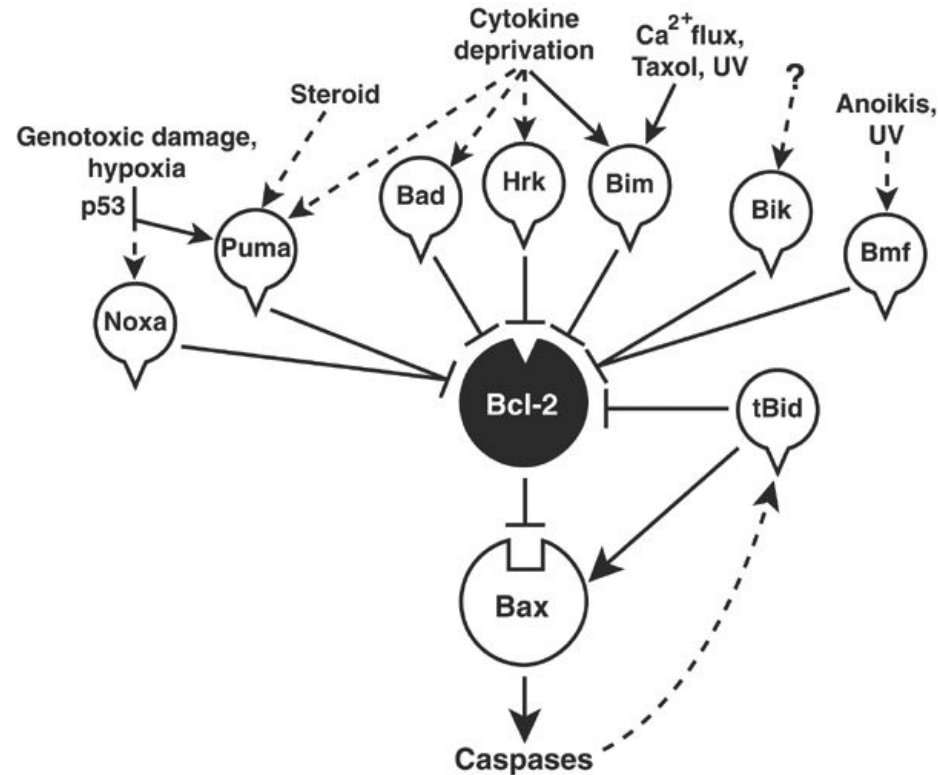 Cytokine
deprivation
Ca2+ flux,
Taxol, UV
?
Steroid
Anoikis,
UV
Genotoxic damage,
hypoxia
p53
Bad
Hrk
Bim
Bik
Puma
Bmf
Noxa
Bcl-2
tBid
Bax
Caspases